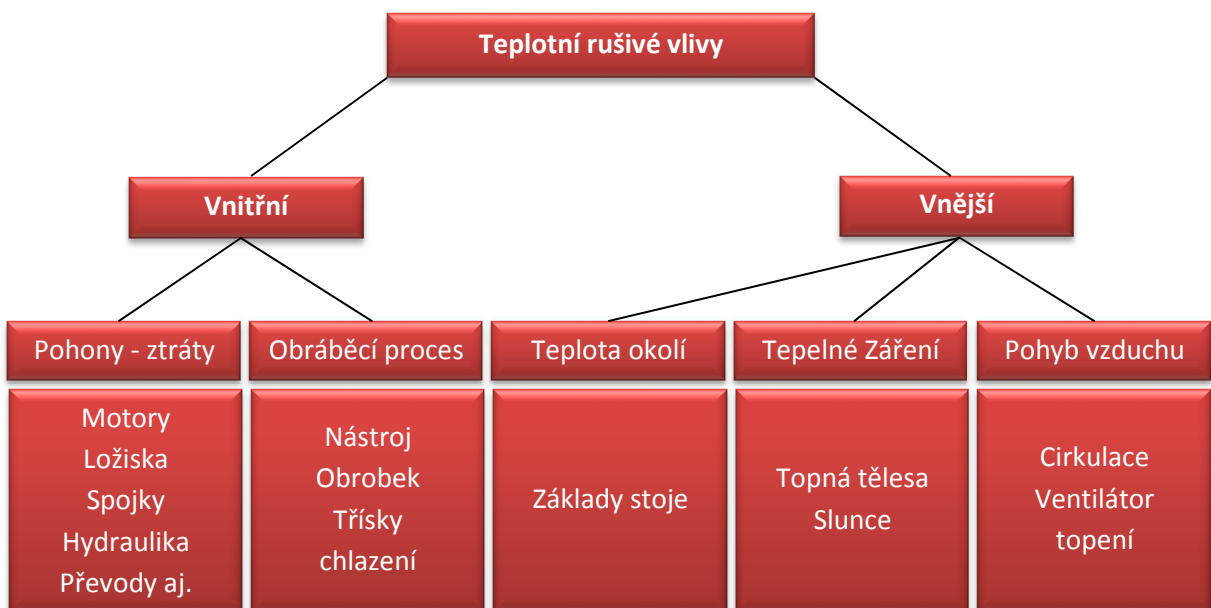 Teplotní rušivé vlivy
Vnitřní
Vnější
Pohony - ztráty
Obráběcí proces
Teplota okolí
Tepelné Záření
Pohyb vzduchu
Motory
Ložiska
Spojky
Hydraulika
Převody aj.
Nástroj
Obrobek
Třísky
chlazení
Základy stoje
Topná tělesa
Slunce
Cirkulace
Ventilátor
topení